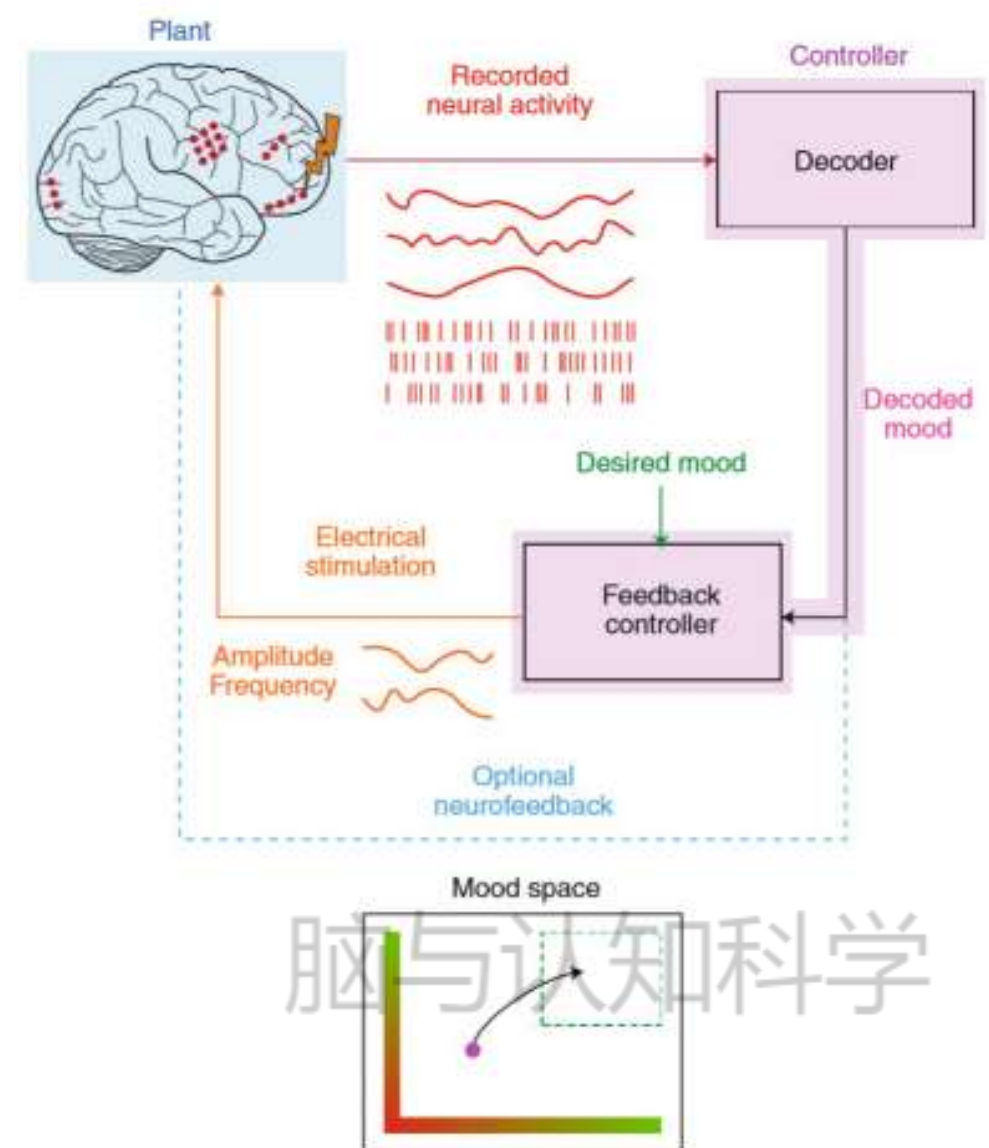 Plant
Recorded
neural activity
Controller
Decoder
Decoded
mood
Desired mood
Electrical
stimulation
Feedback
controller
Amplitude
Frequency
Optional
neurofeedback
Mood space
脑与认知科学